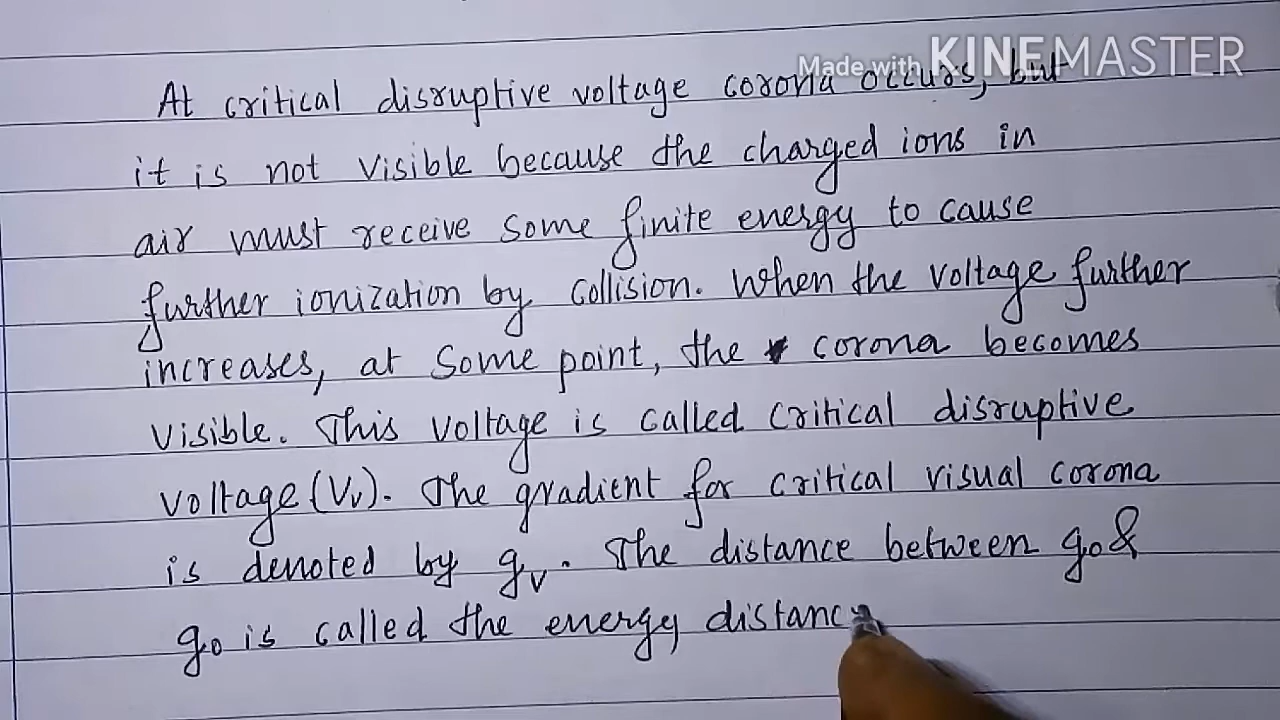 Made with KINEMASTER
At critical disruptive voltage corona occurs, but
it is not visible because the charged ions in
air must receive some finite energy to cause
further ionization by collision. When the voltage further
increases, at some point, the corona becomes
visible. This voltage is called critical disruptive
voltage (Vv). The gradient for critical visual corona
is denoted by gv. The distance between go &
go is called the energy distanc